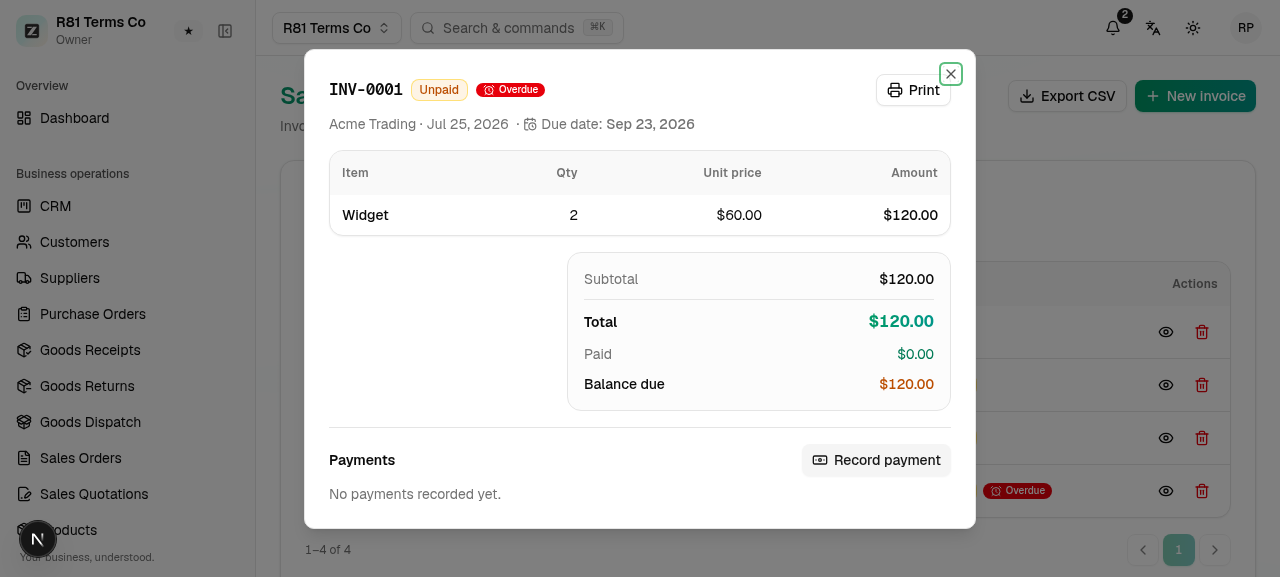 R81 Terms Co
Owner
R81 Terms Co
Search & commands
⌘K
2
RP
Overview
Dashboard
Business operations
CRM
Customers
Suppliers
Purchase Orders
Goods Receipts
Goods Returns
Goods Dispatch
Sales Orders
Sales Quotations
oducts
Your business, understood.
N
Sa
Invo
Export CSV
New invoice
INV-0001
Unpaid
Overdue
Print
Acme Trading · Jul 25, 2026 · Due date: Sep 23, 2026
Item Qty Unit price Amount
Widget 2 $60.00 $120.00
Subtotal $120.00
Total $120.00
Paid $0.00
Balance due $120.00
Payments
Record payment
No payments recorded yet.
Actions
Overdue
1–4 of 4
1